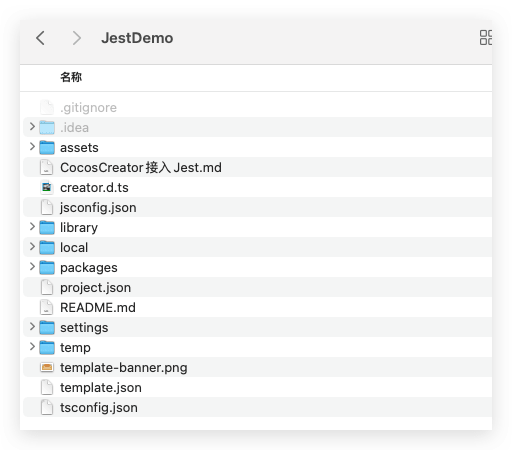 JestDemo
名称
.gitignore
.idea
assets
CocosCreator接入Jest.md
creator.d.ts
jsconfig.json
library
local
packages
project.json
README.md
settings
temp
template-banner.png
template.json
tsconfig.json